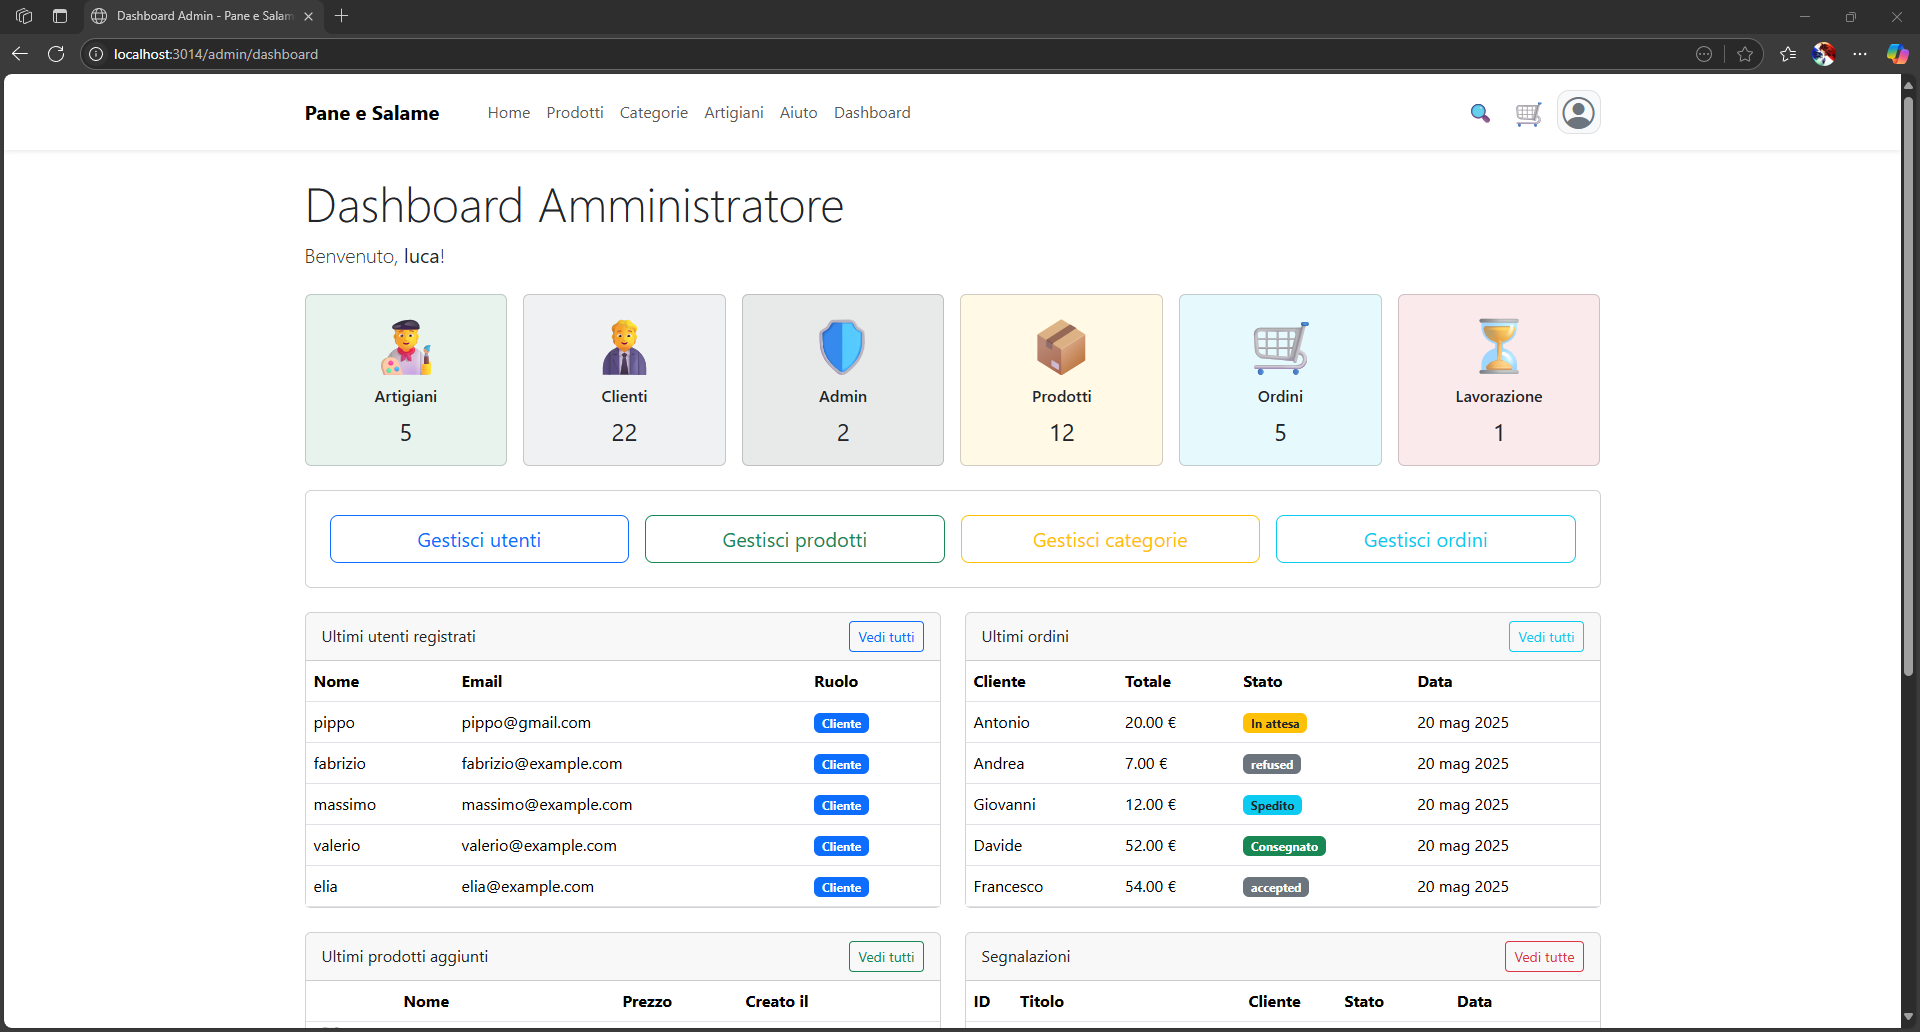 Dashboard Admin - Pane e Salam
localhost:3014/admin/dashboard
Pane e Salame Home Prodotti Categorie Artigiani Aiuto Dashboard
Dashboard Amministratore
Benvenuto, luca!
Artigiani
5
Clienti
22
Admin
2
Prodotti
12
Ordini
5
Lavorazione
1
Gestisci utenti Gestisci prodotti Gestisci categorie Gestisci ordini
Ultimi utenti registrati Vedi tutti
Nome Email Ruolo
pippo pippo@gmail.com Cliente
fabrizio fabrizio@example.com Cliente
massimo massimo@example.com Cliente
valerio valerio@example.com Cliente
elia elia@example.com Cliente
Ultimi ordini Vedi tutti
Cliente Totale Stato Data
Antonio 20.00 € In attesa 20 mag 2025
Andrea 7.00 € refused 20 mag 2025
Giovanni 12.00 € Spedito 20 mag 2025
Davide 52.00 € Consegnato 20 mag 2025
Francesco 54.00 € accepted 20 mag 2025
Ultimi prodotti aggiunti Vedi tutti
Nome Prezzo Creato il
Segnalazioni Vedi tutte
ID Titolo Cliente Stato Data